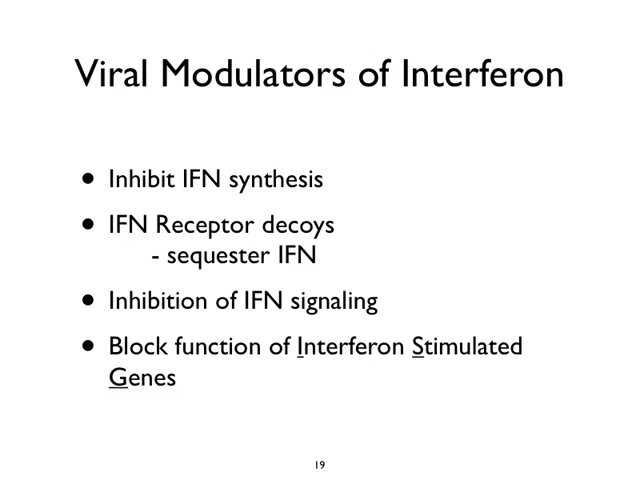 Viral Modulators of Interferon
• Inhibit IFN synthesis
• IFN Receptor decoys
- sequester IFN
• Inhibition of IFN signaling
• Block function of Interferon Stimulated
Genes
19